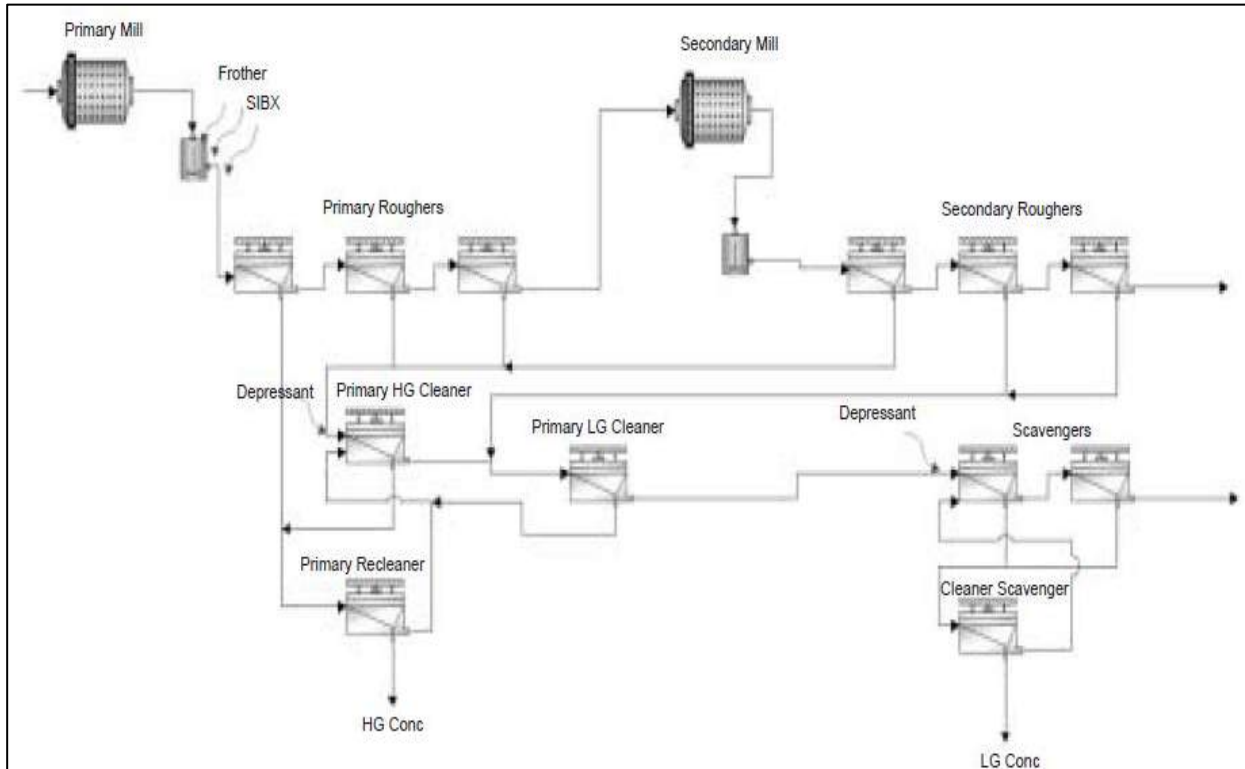 Primary Mill
Secondary Mill
Frother
SIBX
Primary Roughers
Secondary Roughers
Depressant
Primary HG Cleaner
Primary LG Cleaner
Depressant
Scavengers
Primary Recleaner
Cleaner Scavenger
HG Conc
LG Conc